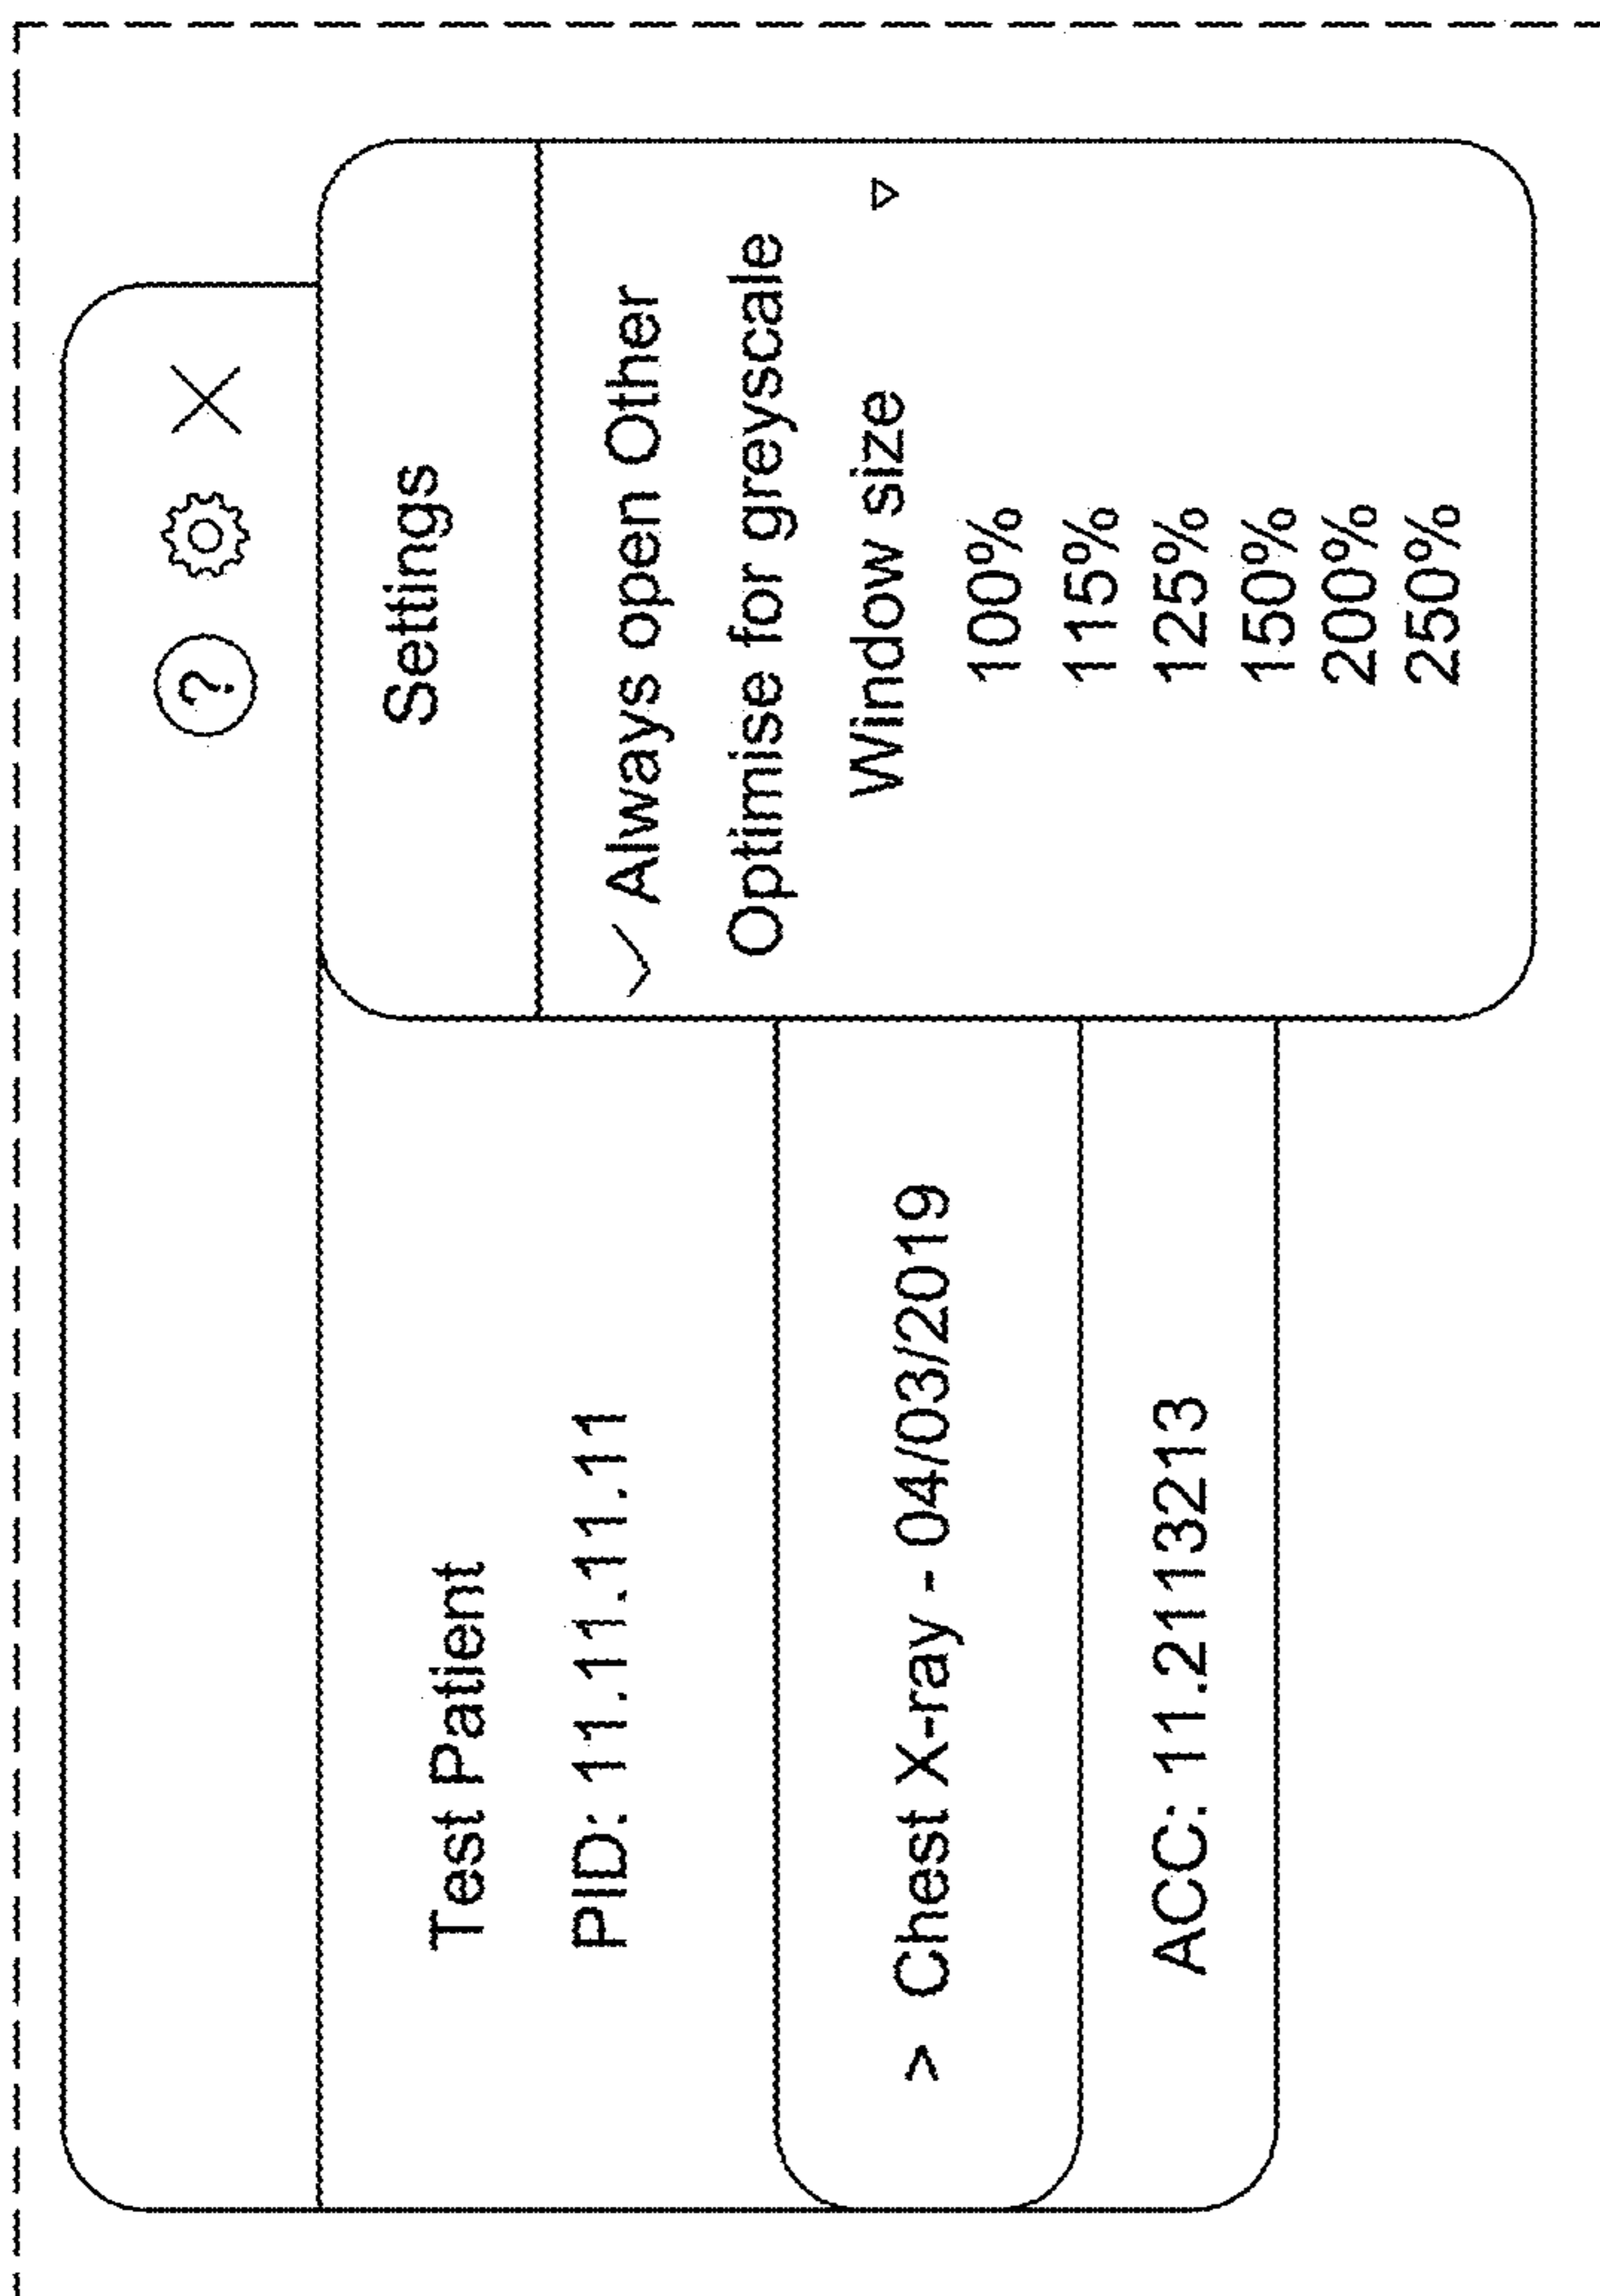 ?
Settings
✓ Always open Other
Optimise for greyscale
Window size
100%
115%
125%
150%
200%
250%
Test Patient
PID: 11.11.11.11
> Chest X-ray - 04/03/2019
ACC: 11.2113213